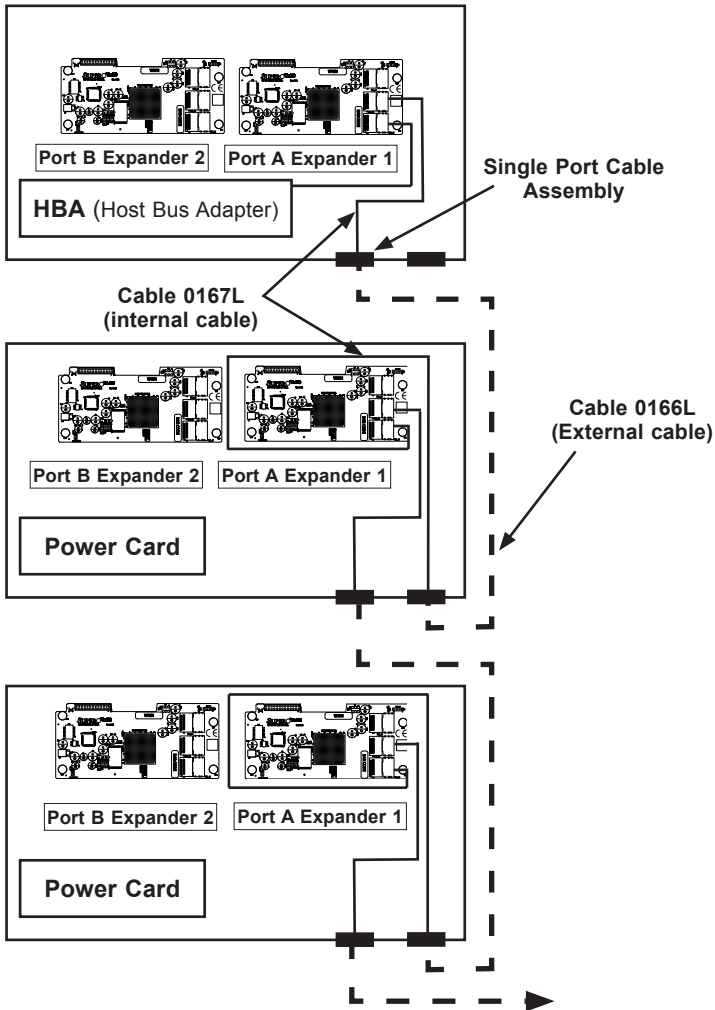 Port B Expander 2
Port A Expander 1
HBA (Host Bus Adapter)
Single Port Cable
Assembly
Cable 0167L
(internal cable)
Cable 0166L
(External cable)
Port B Expander 2
Port A Expander 1
Power Card
Port B Expander 2
Port A Expander 1
Power Card